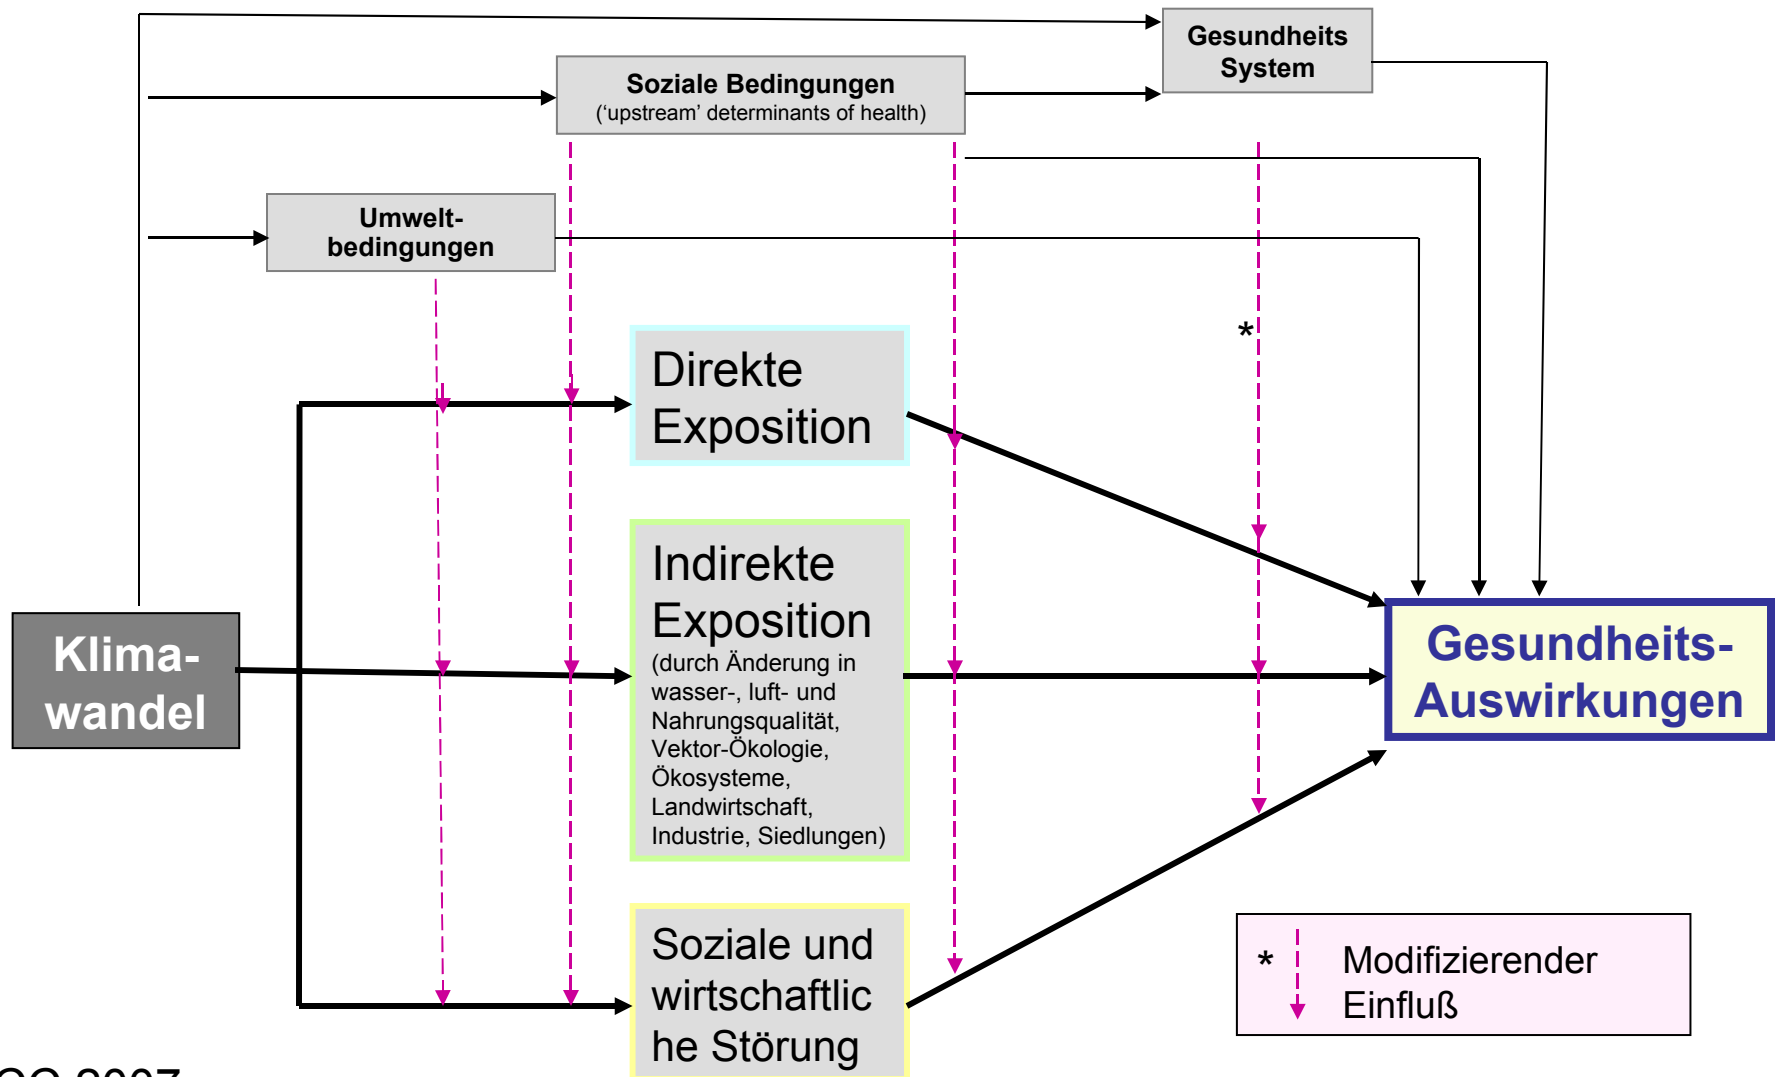 Gesundheits
System
Soziale Bedingungen
(‘upstream’ determinants of health)
Umwelt-
bedingungen
*
Direkte
Exposition
Indirekte
Exposition
(durch Änderung in
wasser-, luft- und
Nahrungsqualität,
Vektor-Ökologie,
Ökosysteme,
Landwirtschaft,
Industrie, Siedlungen)
Klima-
wandel
Gesundheits-
Auswirkungen
Soziale und
wirtschaftlic
he Störung
* Modifizierender
Einfluß